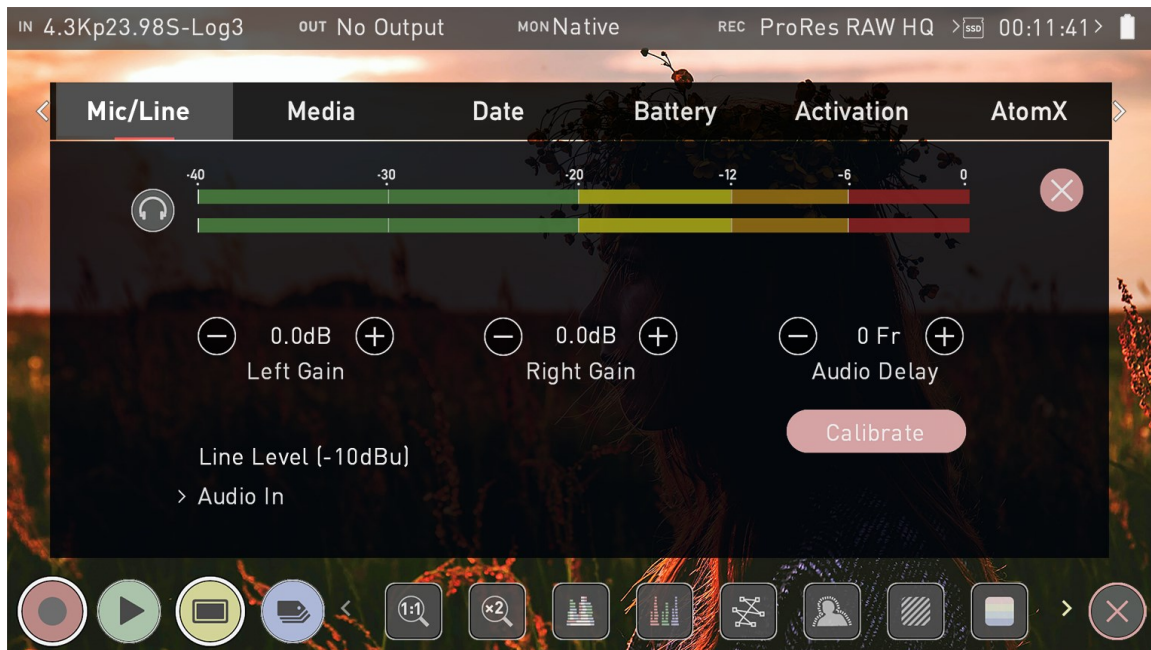 IN 4.3Kp23.98S-Log3 OUT No Output MON Native REC ProRes RAW HQ > SSD 00:11:41 >
< Mic/Line Media Date Battery Activation AtomX >
-40 -30 -20 -12 -6 0
0.0dB 0.0dB 0 Fr
Left Gain Right Gain Audio Delay
Calibrate
Line Level (-10dBu)
> Audio In
1:1 ×2